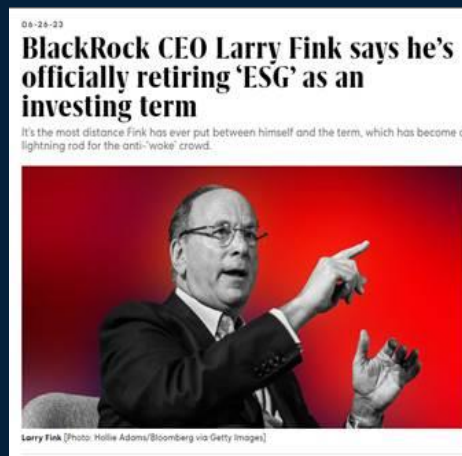 06-26-23
BlackRock CEO Larry Fink says he's
officially retiring ‘ESG’ as an
investing term
It's the most distance Fink has ever put between himself and the term, which has become a
lightning rod for the anti-‘woke’ crowd.
Larry Fink [Photo: Hollie Adams/Bloomberg via Getty Images]